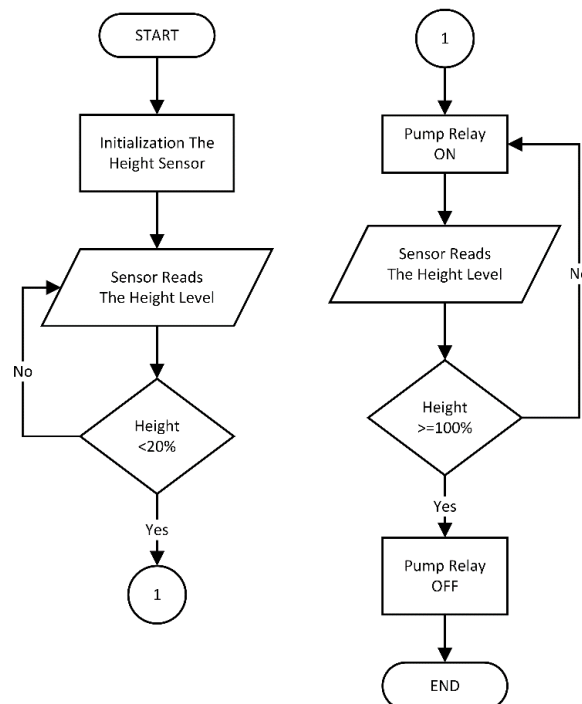 START
Initialization The
Height Sensor
Sensor Reads
The Height Level
No
Height
<20%
Yes
1
1
Pump Relay
ON
Sensor Reads
The Height Level
No
Height
>=100%
Yes
Pump Relay
OFF
END